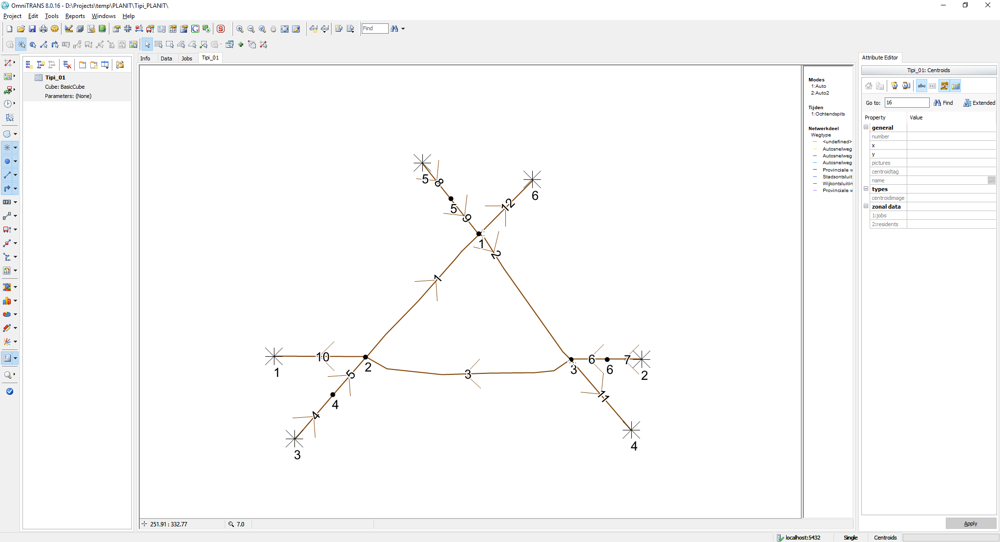 OmniTRANS 8.0.16 - D:\Projects\temp\PLANIT\Tipi_PLANIT\
Project Edit Tools Reports Windows Help
Find
Info Data Jobs Tipi_01
Tipi_01
Cube: BasicCube
Parameters: (None)
5
8
5
9
6
12
1
2
1
10
1
2
5
4
4
3
3
3
6
6
7
2
11
4
Modes
1:Auto
2:Auto2
Tijden
1:Ochtendspits
Netwerkdeel
Wegtype
<undefined>
Autosnelweg
Autosnelweg
Autosnelweg
Provinciale w
Stadsontsluit
Wijkontsluitin
Provinciale w
251.91 : 332.77
7.0
Attribute Editor
Tipi_01: Centroids
abc
Go to: 16 Find Extended
Property Value
general
number
x
y
pictures
centroidtag
name ...
types
centroidimage
zonal data
1:jobs
2:residents
Apply
localhost:5432 Single Centroids